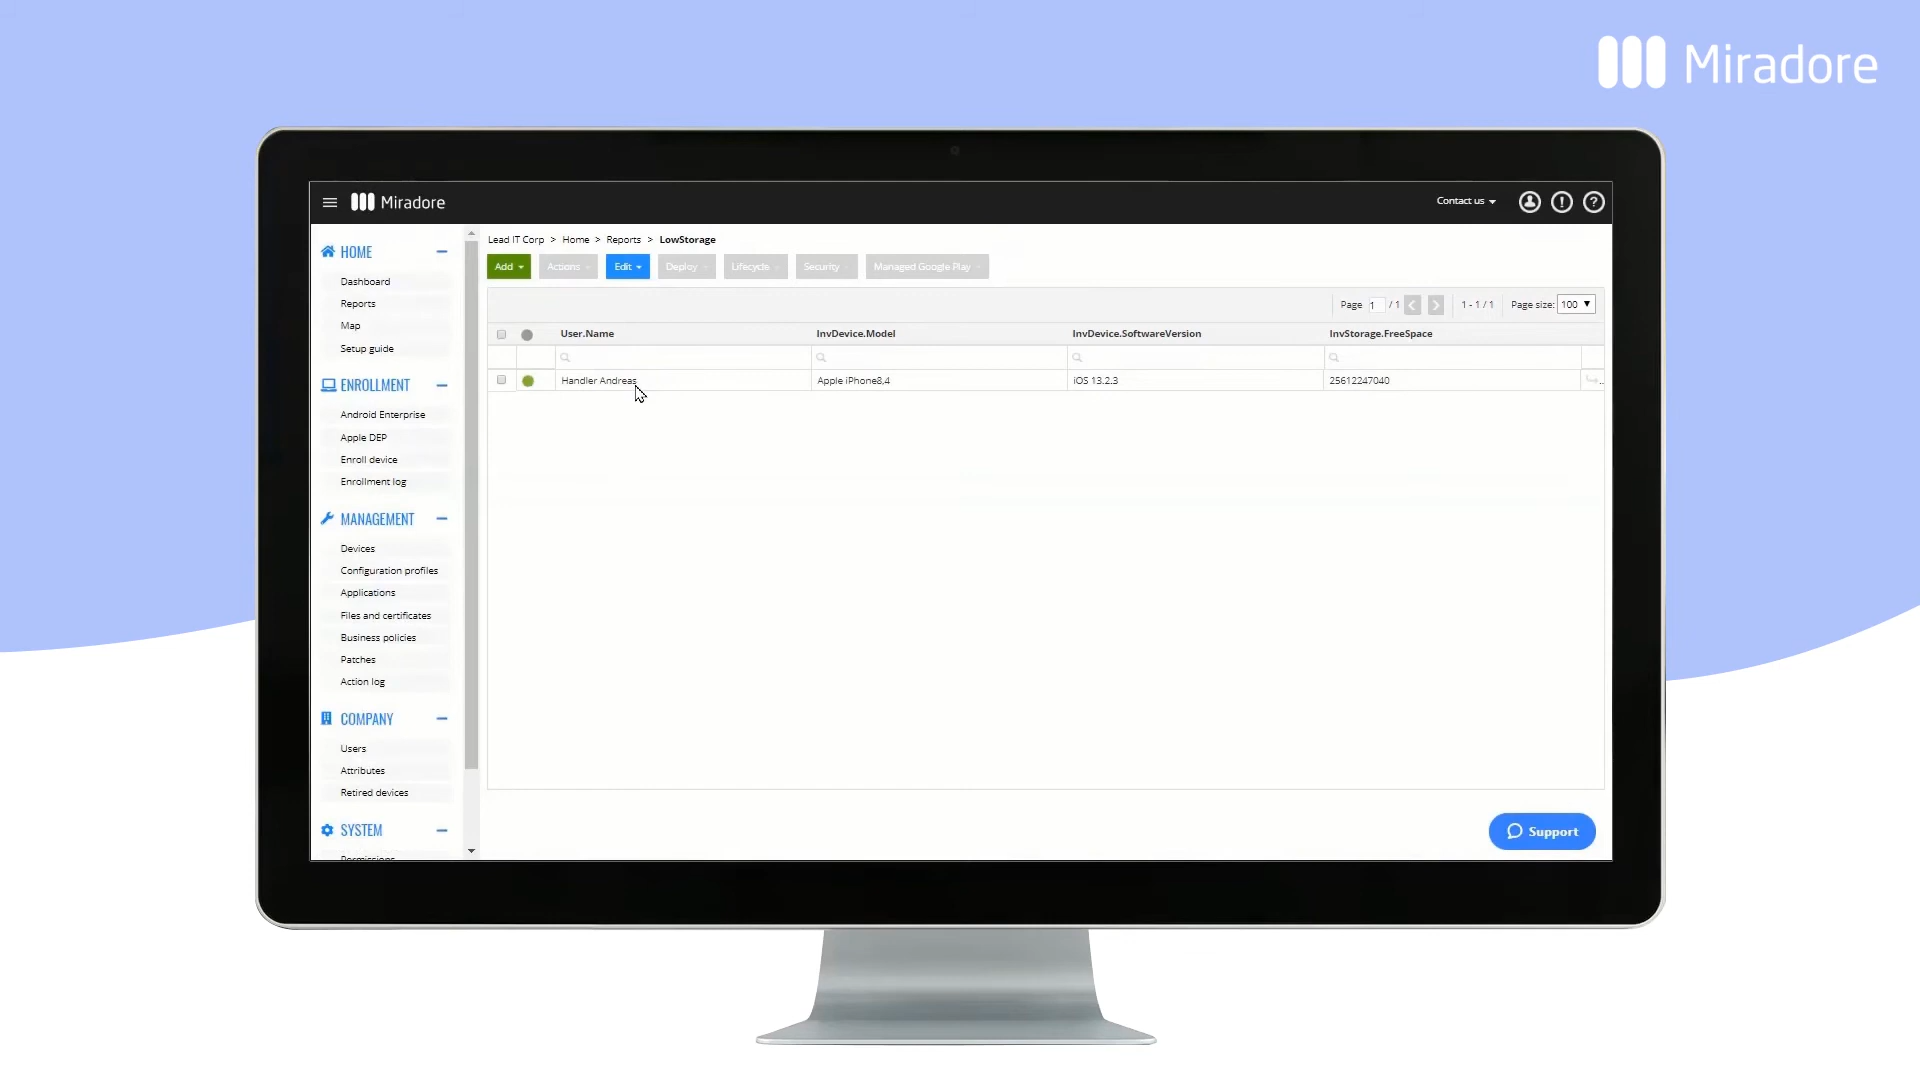 Miradore
Miradore
Contact us
HOME
Dashboard
Reports
Map
Setup guide
ENROLLMENT
Android Enterprise
Apple DEP
Enroll device
Enrollment log
MANAGEMENT
Devices
Configuration profiles
Applications
Files and certificates
Business policies
Patches
Action log
COMPANY
Users
Attributes
Retired devices
SYSTEM
Permissions
Lead IT Corp > Home > Reports > LowStorage
Add Actions Edit Deploy Lifecycle Security Managed Google Play
Page 1 / 1 1 - 1 / 1 Page size: 100
User.Name InvDevice.Model InvDevice.SoftwareVersion InvStorage.FreeSpace
Handler Andreas Apple iPhone8,4 iOS 13.2.3 25612247040
Support